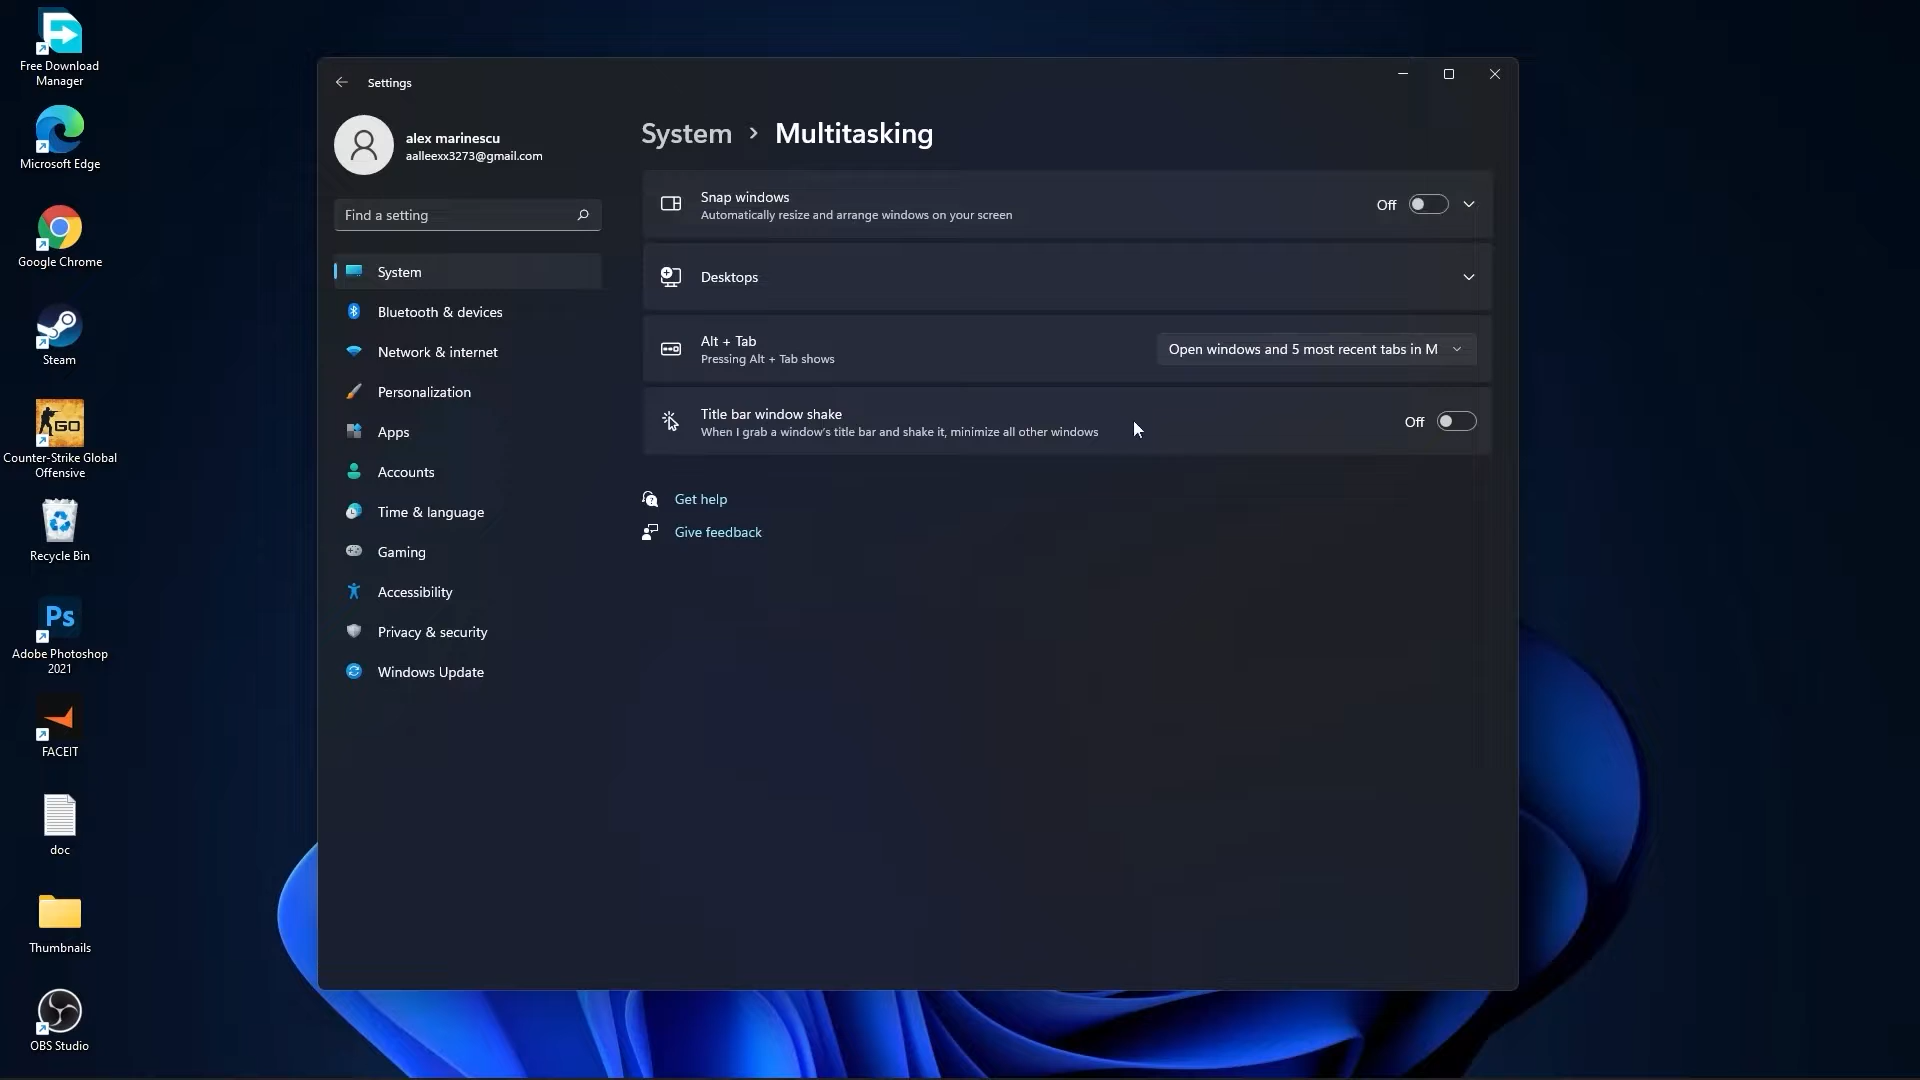 Free Download
Manager
Microsoft Edge
Google Chrome
Steam
GO
Counter-Strike Global
Offensive
Recycle Bin
Ps
Adobe Photoshop
2021
FACEIT
doc
Thumbnails
OBS Studio
Settings
alex marinescu
aalleexx3273@gmail.com
Find a setting
System
Bluetooth & devices
Network & internet
Personalization
Apps
Accounts
Time & language
Gaming
Accessibility
Privacy & security
Windows Update
System > Multitasking
Snap windows
Automatically resize and arrange windows on your screen
Off
Desktops
Alt + Tab
Pressing Alt + Tab shows
Open windows and 5 most recent tabs in M
Title bar window shake
When I grab a window's title bar and shake it, minimize all other windows
Off
Get help
Give feedback